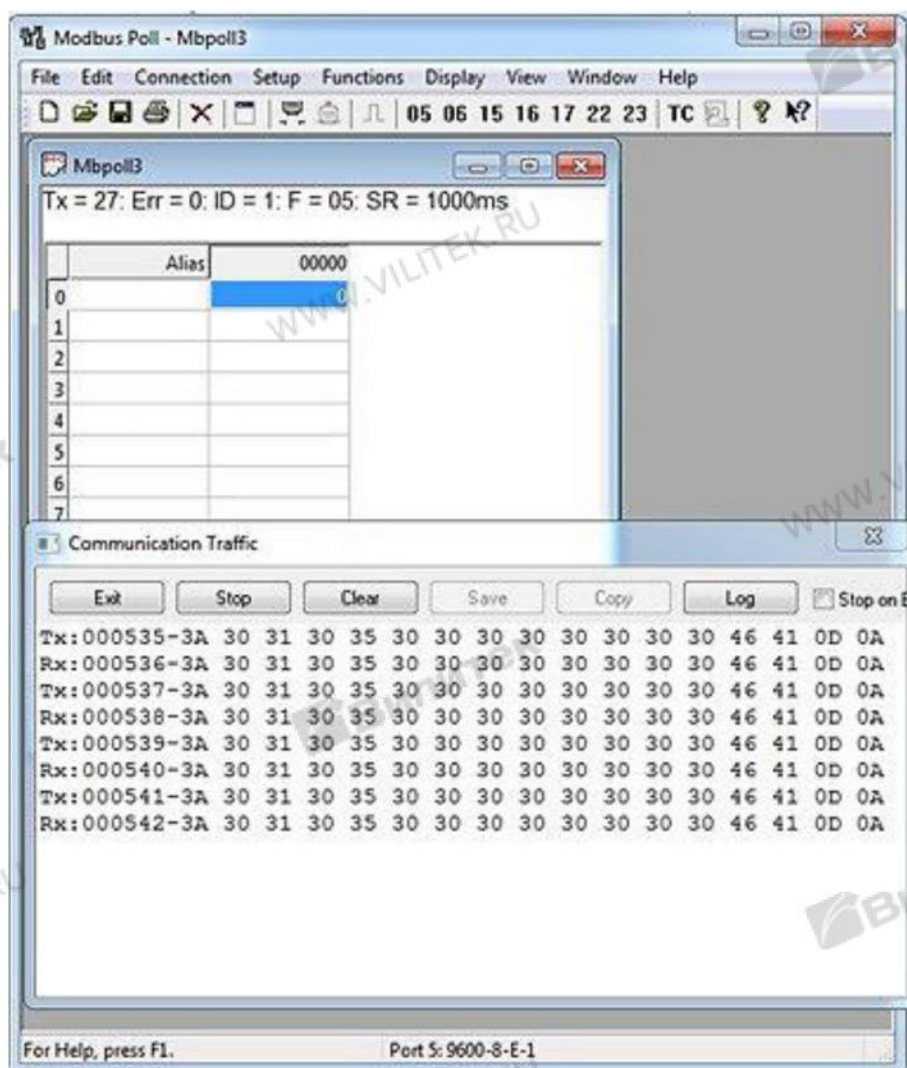 Modbus Poll - Mbpoll3
File Edit Connection Setup Functions Display View Window Help
05 06 15 16 17 22 23 TC
Mbpoll3
Tx = 27: Err = 0: ID = 1: F = 05: SR = 1000ms
Alias 00000
0 0
1
2
3
4
5
6
7
WWW.VILITEK.RU
Communication Traffic
Exit Stop Clear Save Copy Log Stop on
Tx:000535-3A 30 31 30 35 30 30 30 30 30 30 30 30 46 41 0D 0A
Rx:000536-3A 30 31 30 35 30 30 30 30 30 30 30 30 46 41 0D 0A
Tx:000537-3A 30 31 30 35 30 30 30 30 30 30 30 30 46 41 0D 0A
Rx:000538-3A 30 31 30 35 30 30 30 30 30 30 30 30 46 41 0D 0A
Tx:000539-3A 30 31 30 35 30 30 30 30 30 30 30 30 46 41 0D 0A
Rx:000540-3A 30 31 30 35 30 30 30 30 30 30 30 30 46 41 0D 0A
Tx:000541-3A 30 31 30 35 30 30 30 30 30 30 30 30 46 41 0D 0A
Rx:000542-3A 30 31 30 35 30 30 30 30 30 30 30 30 46 41 0D 0A
Вилитек
For Help, press F1. Port 5: 9600-8-E-1